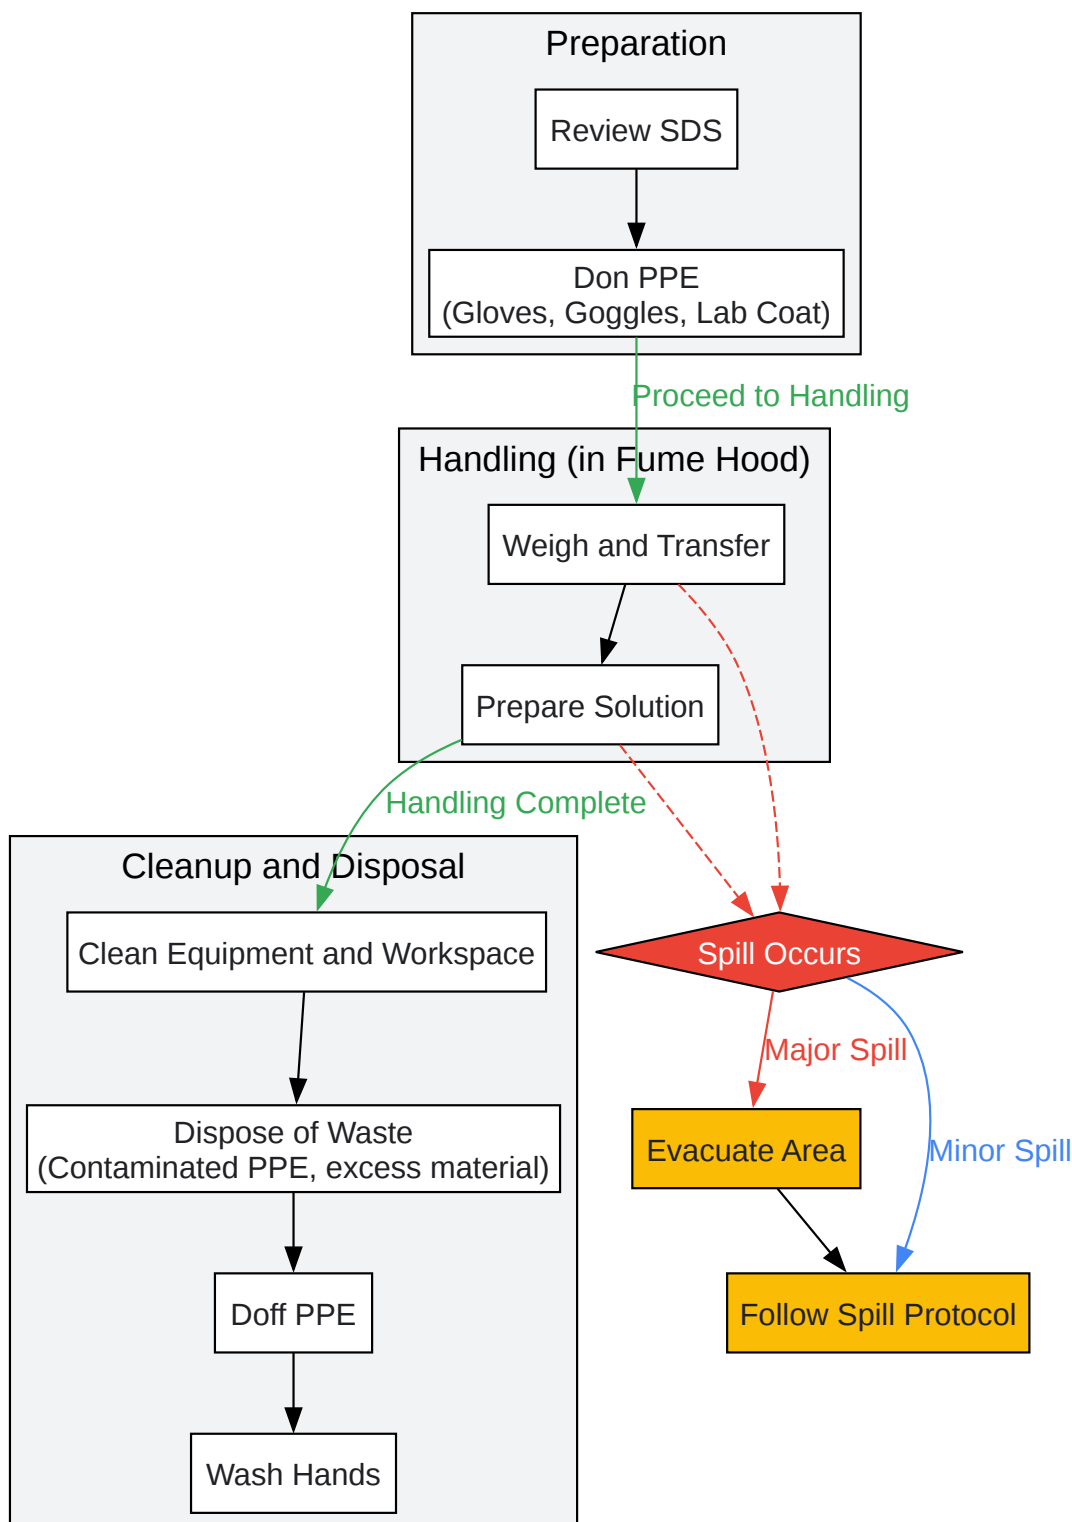 Preparation
Review SDS
Don PPE
(Gloves, Goggles, Lab Coat)
Proceed to Handling
Handling (in Fume Hood)
Weigh and Transfer
Prepare Solution
Handling Complete
Cleanup and Disposal
Clean Equipment and Workspace
Spill Occurs
Major Spill
Dispose of Waste
(Contaminated PPE, excess material)
Evacuate Area
Minor Spill
Doff PPE
Follow Spill Protocol
Wash Hands